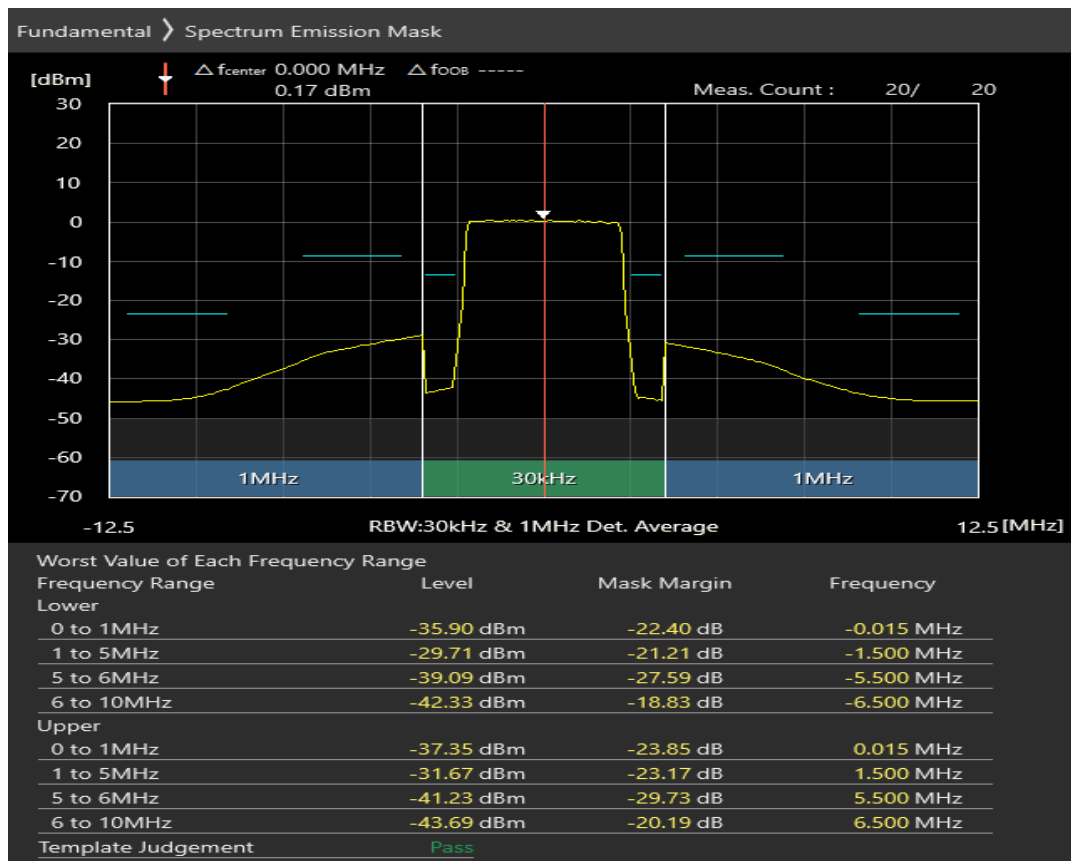 Fundamental ❯ Spectrum Emission Mask
[dBm] △ fcenter 0.000 MHz △ fOOB -----
0.17 dBm Meas. Count : 20/ 20
30
20
10
0
-10
-20
-30
-40
-50
-60
1MHz 30kHz 1MHz
-70
-12.5 RBW:30kHz & 1MHz Det. Average 12.5 [MHz]
Worst Value of Each Frequency Range
Frequency Range Level Mask Margin Frequency
Lower
0 to 1MHz -35.90 dBm -22.40 dB -0.015 MHz
1 to 5MHz -29.71 dBm -21.21 dB -1.500 MHz
5 to 6MHz -39.09 dBm -27.59 dB -5.500 MHz
6 to 10MHz -42.33 dBm -18.83 dB -6.500 MHz
Upper
0 to 1MHz -37.35 dBm -23.85 dB 0.015 MHz
1 to 5MHz -31.67 dBm -23.17 dB 1.500 MHz
5 to 6MHz -41.23 dBm -29.73 dB 5.500 MHz
6 to 10MHz -43.69 dBm -20.19 dB 6.500 MHz
Template Judgement Pass